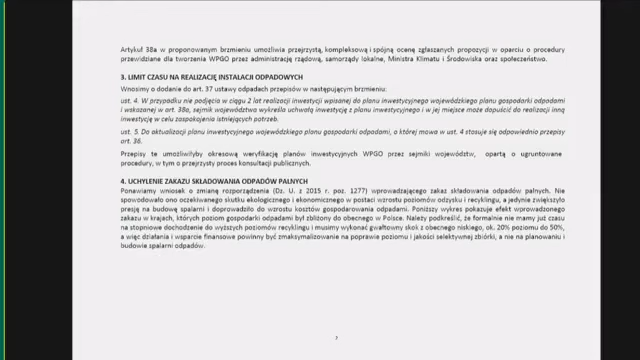 Artykuł 38a w proponowanym brzmieniu umożliwia przejrzystą, kompleksową i spójną ocenę zgłaszanych propozycji w oparciu o procedury
przewidziane dla tworzenia WPGO przez administrację rządową, samorządy lokalne, Ministra Klimatu i Środowiska oraz społeczeństwo.
3. LIMIT CZASU NA REALIZACJĘ INSTALACJI ODPADOWYCH
Wnosimy o dodanie do art. 37 ustawy odpadach przepisów w następującym brzmieniu:
ust. 4. W przypadku nie podjęcia w ciągu 2 lat realizacji inwestycji wpisanej do planu inwestycyjnego wojewódzkiego planu gospodarki odpadami
i wskazanej w art. 38a, sejmik województwa wykreśla uchwałą inwestycję z planu inwestycyjnego i w jej miejsce może dopuścić do realizacji inną
inwestycję w celu zaspokojenia istniejących potrzeb.
ust. 5. Do aktualizacji planu inwestycyjnego wojewódzkiego planu gospodarki odpadami, o której mowa w ust. 4 stosuje się odpowiednio przepisy
art. 36.
Przepisy te umożliwiłyby okresową weryfikację planów inwestycyjnych WPGO przez sejmiki województw, opartą o ugruntowane
procedury, w tym o przejrzysty proces konsultacji publicznych.
4. UCHYLENIE ZAKAZU SKŁADOWANIA ODPADÓW PALNYCH
Ponawiamy wniosek o zmianę rozporządzenia (Dz. U. z 2015 r. poz. 1277) wprowadzającego zakaz składowania odpadów palnych. Nie
spowodowało ono oczekiwanego skutku ekologicznego i ekonomicznego w postaci wzrostu poziomów odzysku i recyklingu, a jedynie zwiększyło
presję na budowę spalarni i doprowadziło do wzrostu kosztów gospodarowania odpadami. Poniższy wykres pokazuje efekt wprowadzonego
zakazu w krajach, których poziom gospodarki odpadami był zbliżony do obecnego w Polsce. Należy podkreślić, że formalnie nie mamy już czasu
na stopniowe dochodzenie do wyższych poziomów recyklingu i musimy wykonać gwałtowny skok z obecnego niskiego, ok. 20% poziomu do 50%,
a więc działania i wsparcie finansowe powinny być zmaksymalizowane na poprawie poziomu i jakości selektywnej zbiórki, a nie na planowaniu i
budowie spalarni odpadów.